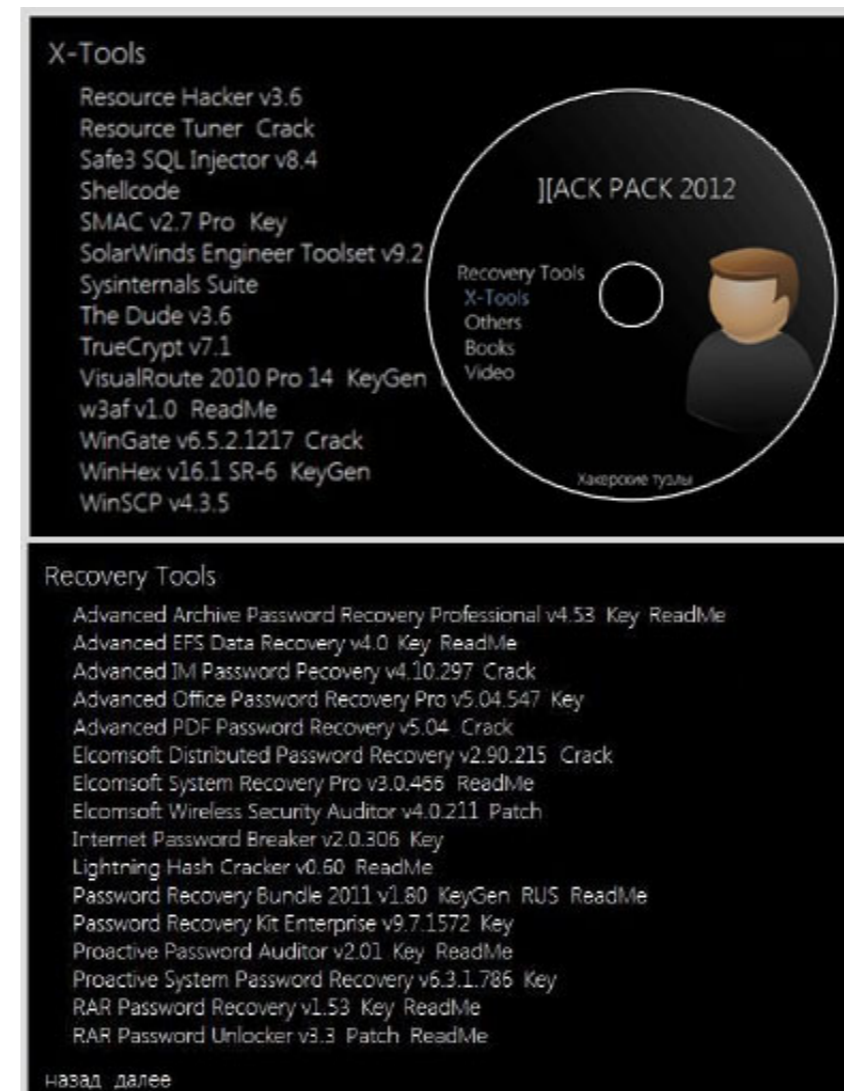 X-Tools
Resource Hacker v3.6
Resource Tuner Crack
Safe3 SQL Injector v8.4
Shellcode
SMAC v2.7 Pro Key
SolarWinds Engineer Toolset v9.2
Sysinternals Suite
The Dude v3.6
TrueCrypt v7.1
VisualRoute 2010 Pro 14 KeyGen
w3af v1.0 ReadMe
WinGate v6.5.2.1217 Crack
WinHex v16.1 SR-6 KeyGen
WinSCP v4.3.5
][ACK PACK 2012
Recovery Tools
X-Tools
Others
Books
Video
Хакерские тузлы
Recovery Tools
Advanced Archive Password Recovery Professional v4.53 Key ReadMe
Advanced EFS Data Recovery v4.0 Key ReadMe
Advanced IM Password Pecovery v4.10.297 Crack
Advanced Office Password Recovery Pro v5.04.547 Key
Advanced PDF Password Recovery v5.04 Crack
Elcomsoft Distributed Password Recovery v2.90.215 Crack
Elcomsoft System Recovery Pro v3.0.466 ReadMe
Elcomsoft Wireless Security Auditor v4.0.211 Patch
Internet Password Breaker v2.0.306 Key
Lightning Hash Cracker v0.60 ReadMe
Password Recovery Bundle 2011 v1.80 KeyGen RUS ReadMe
Password Recovery Kit Enterprise v9.7.1572 Key
Proactive Password Auditor v2.01 Key ReadMe
Proactive System Password Recovery v6.3.1.786 Key
RAR Password Recovery v1.53 Key ReadMe
RAR Password Unlocker v3.3 Patch ReadMe
назад далее